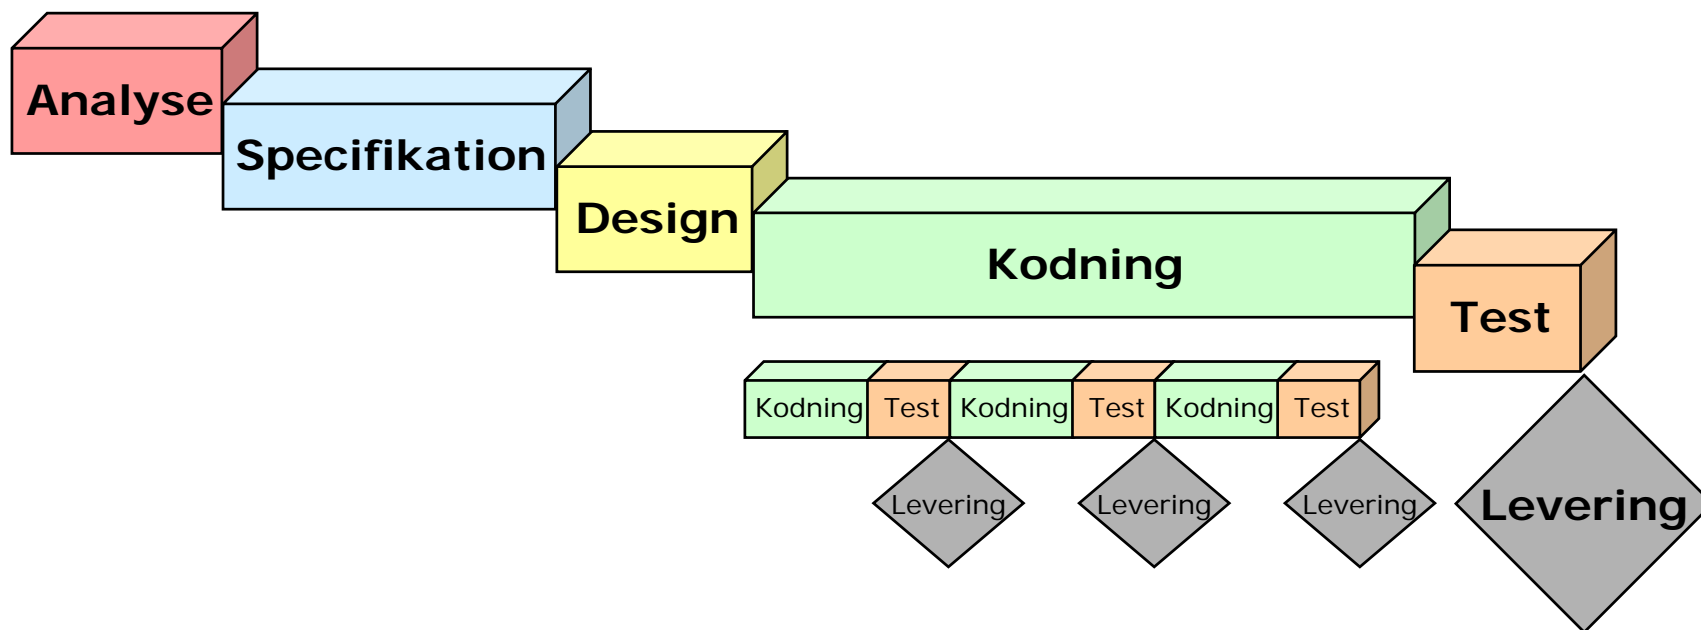 Analyse
Specifikation
Design
Kodning
Test
Kodning Test Kodning Test Kodning Test
Levering Levering Levering Levering